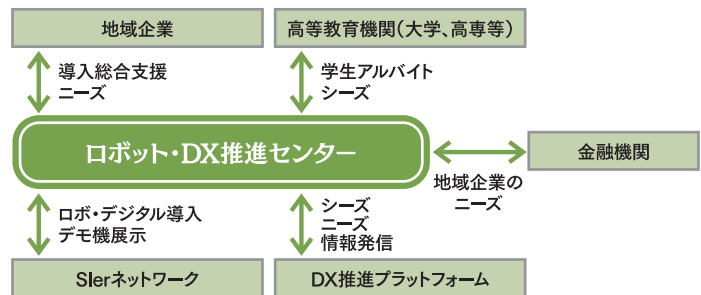 地域企業
高等教育機関(大学、高専等)
導入総合支援
ニーズ
学生アルバイト
シーズ
ロボット・DX推進センター
金融機関
地域企業の
ニーズ
ロボ・デジタル導入
デモ機展示
シーズ
ニーズ
情報発信
SIerネットワーク
DX推進プラットフォーム